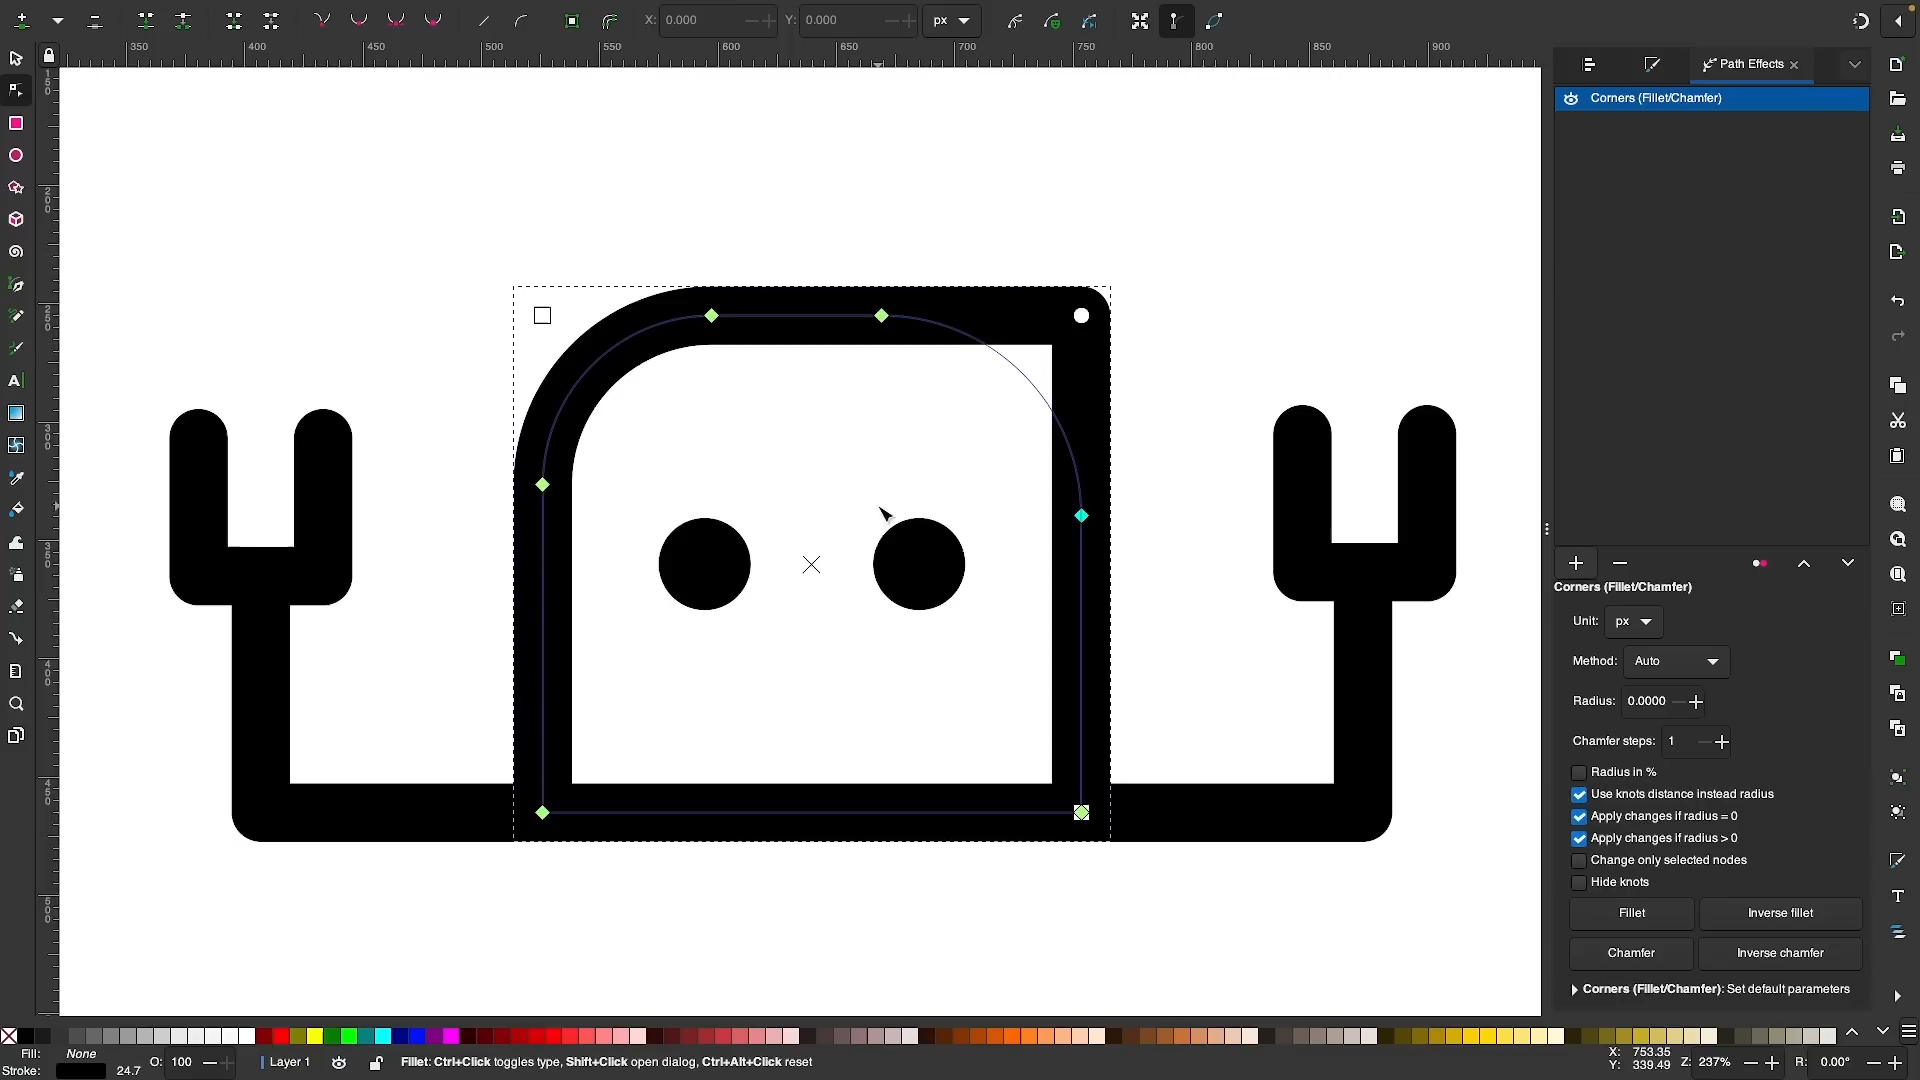 X: 0.000 Y: 0.000 px
350 400 450 500 550 600 650 700 750 800 850 900
Path Effects
Corners (Fillet/Chamfer)
Corners (Fillet/Chamfer)
Unit: px
Method: Auto
Radius: 0.0000
Chamfer steps: 1
Radius in %
Use knots distance instead radius
Apply changes if radius = 0
Apply changes if radius > 0
Change only selected nodes
Hide knots
Fillet Inverse fillet
Chamfer Inverse chamfer
Corners (Fillet/Chamfer): Set default parameters
Fill: None O: 100 Layer 1 Fillet: Ctrl+Click toggles type, Shift+Click open dialog, Ctrl+Alt+Click reset X: 753.35 Z: 237% R: 0.00°
Stroke: 24.7 Y: 339.49